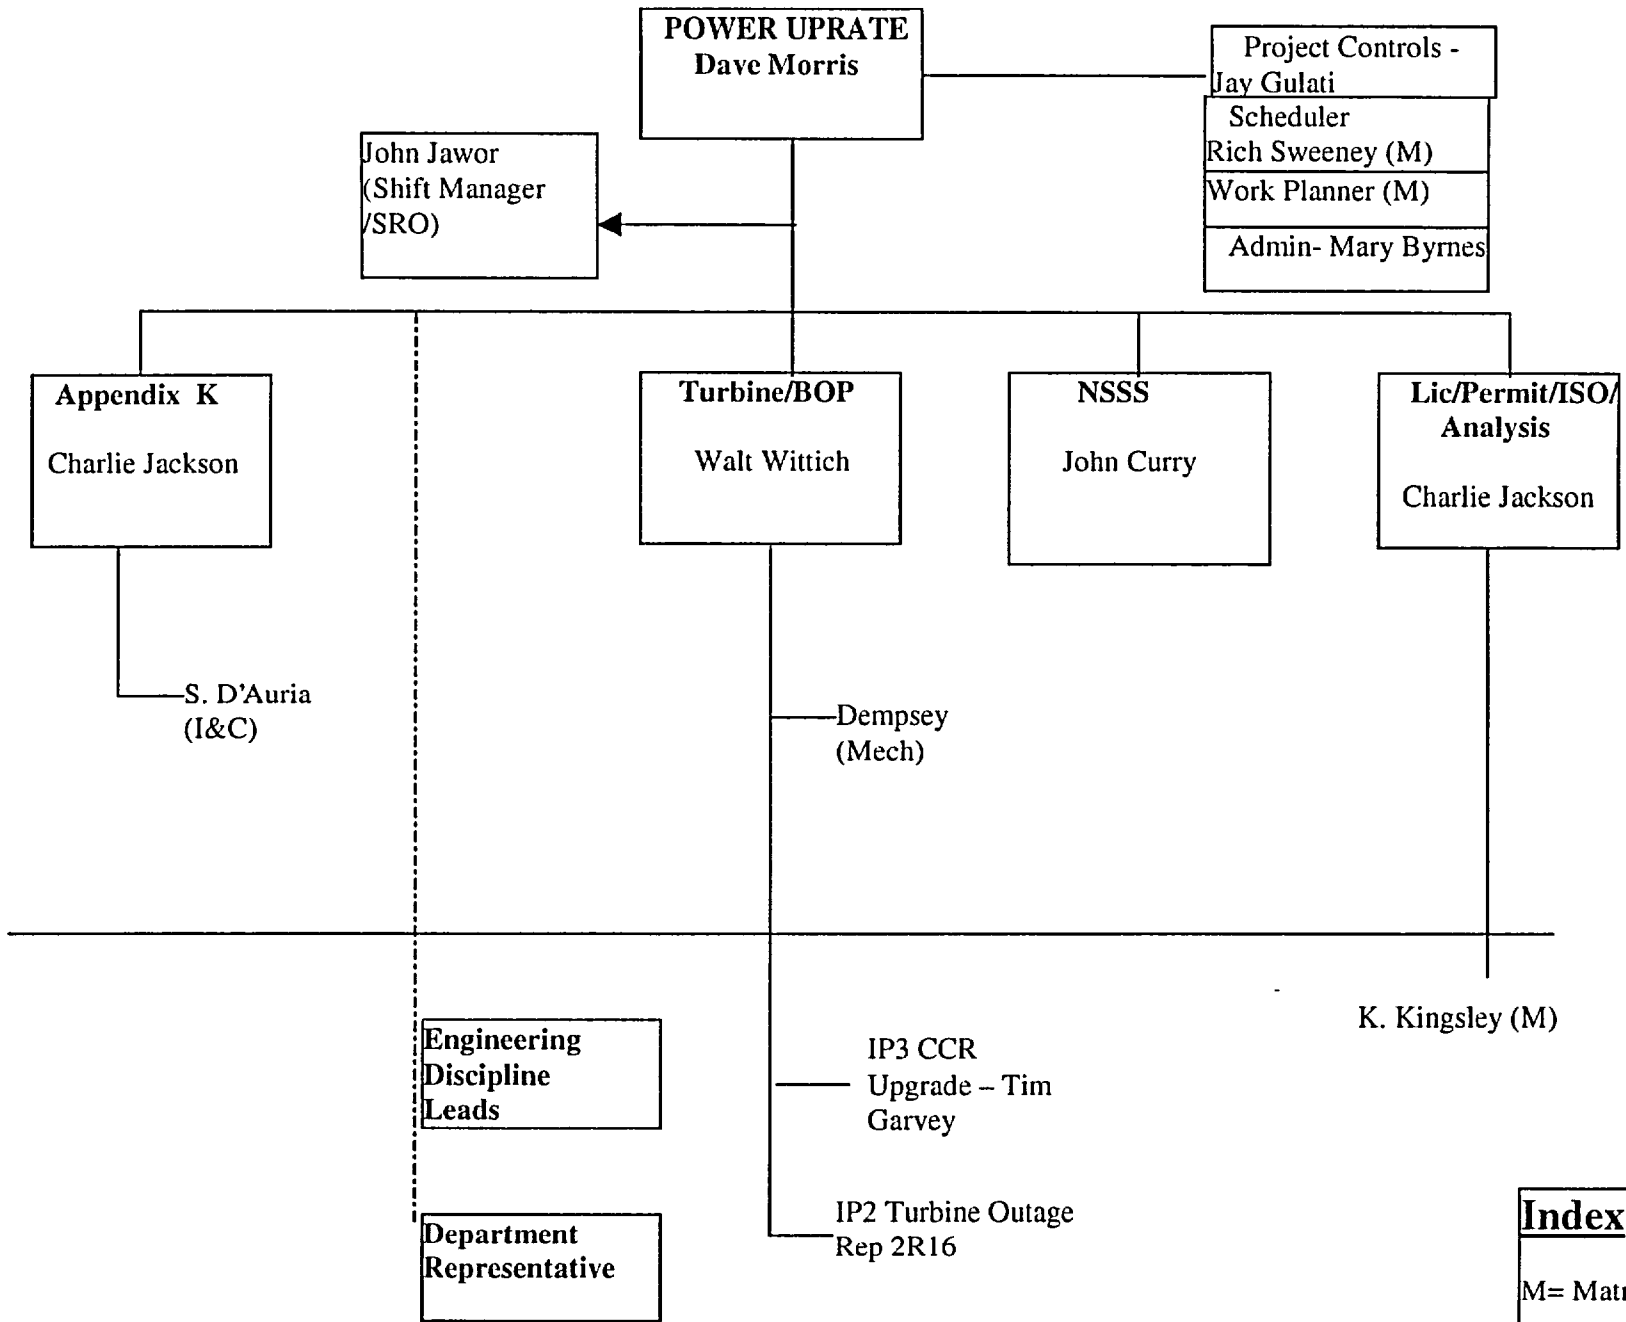 POWER UPRATE
Dave Morris
Project Controls -
Jay Gulati
Scheduler
Rich Sweeney (M)
Work Planner (M)
Admin- Mary Byrnes
John Jawor
(Shift Manager
/SRO)
Appendix K
Charlie Jackson
Turbine/BOP
Walt Wittich
NSSS
John Curry
Lic/Permit/ISO/
Analysis
Charlie Jackson
S. D'Auria
(I&C)
Dempsey
(Mech)
K. Kingsley (M)
Engineering
Discipline
Leads
IP3 CCR
Upgrade – Tim
Garvey
Department
Representative
IP2 Turbine Outage
Rep 2R16
Index
M= Matr